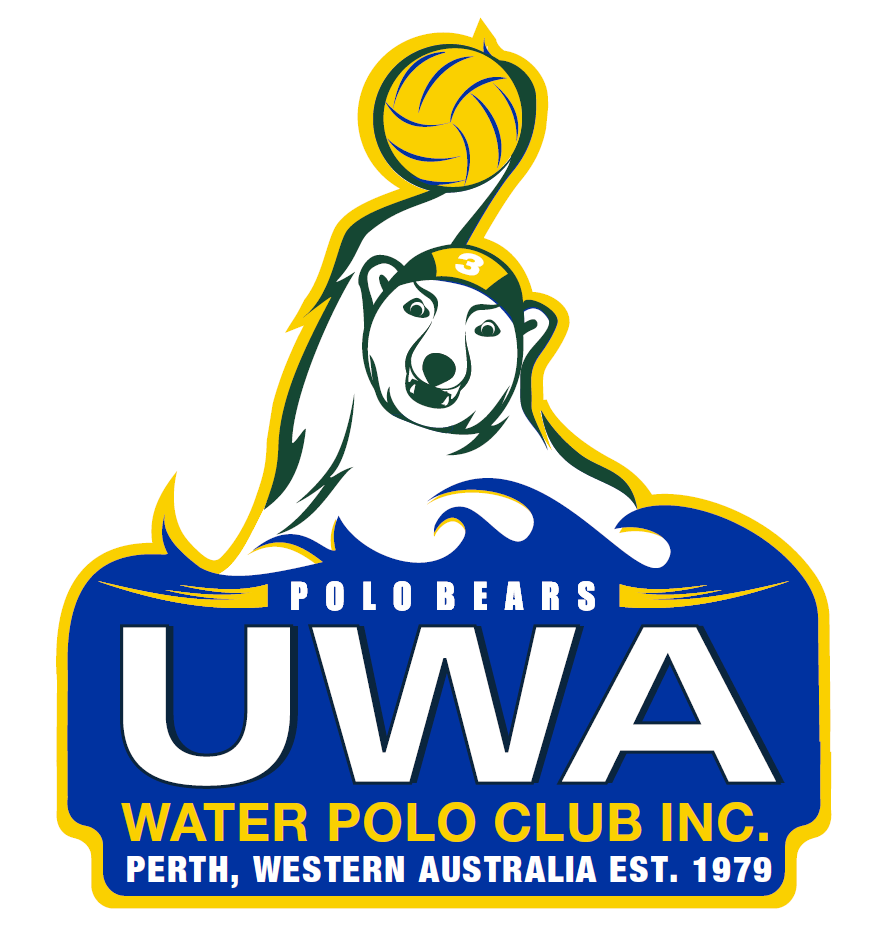 3
POLO BEARS
UWA
WATER POLO CLUB INC.
PERTH, WESTERN AUSTRALIA EST. 1979